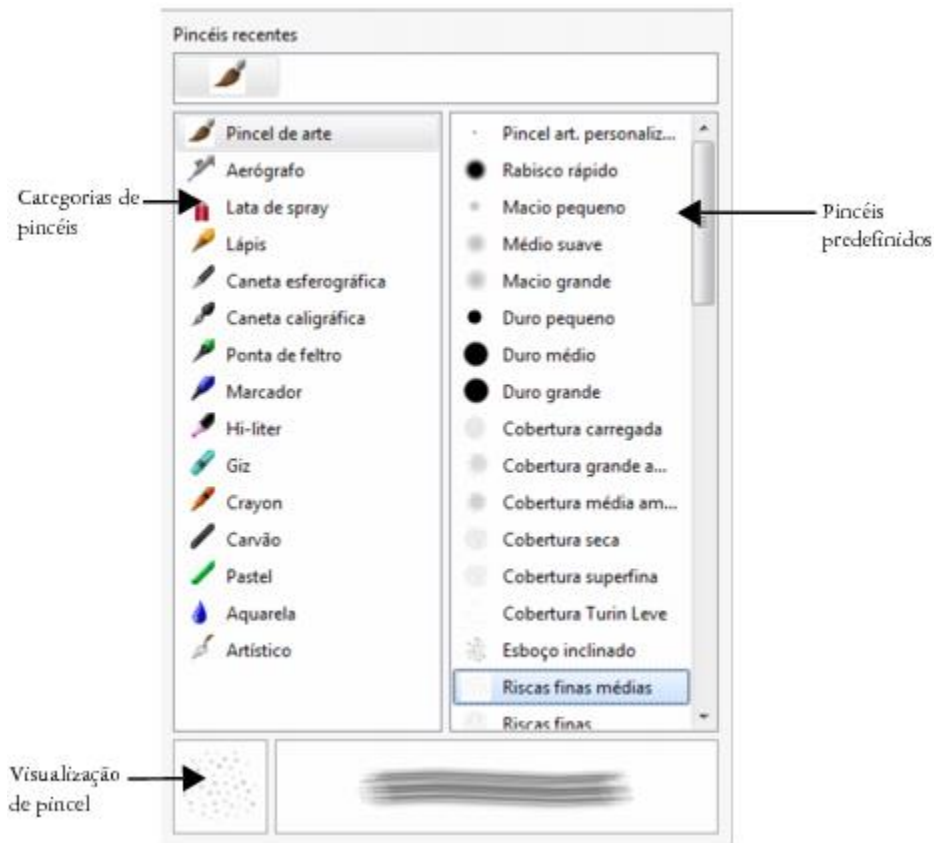 Pincéis recentes
Categorias de
pincéis
Pincel de arte
Aerógrafo
Lata de spray
Lápis
Caneta esferográfica
Caneta caligráfica
Ponta de feltro
Marcador
Hi-liter
Giz
Crayon
Carvão
Pastel
Aquarela
Artístico
Pincel art. personaliz...
Rabisco rápido
Macio pequeno
Médio suave
Macio grande
Duro pequeno
Duro médio
Duro grande
Cobertura carregada
Cobertura grande a...
Cobertura média am...
Cobertura seca
Cobertura superfina
Cobertura Turin Leve
Esboço inclinado
Riscas finas médias
Riscas finas
Pincéis
predefinidos
Visualização
de pincel